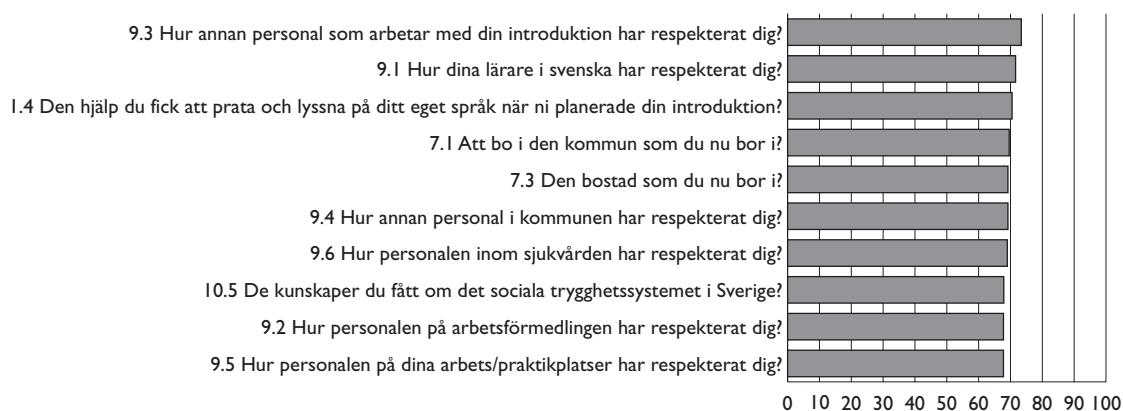 9.3 Hur annan personal som arbetar med din introduktion har respekterat dig?
9.1 Hur dina lärare i svenska har respekterat dig?
1.4 Den hjälp du fick att prata och lyssna på ditt eget språk när ni planerade din introduktion?
7.1 Att bo i den kommun som du nu bor i?
7.3 Den bostad som du nu bor i?
9.4 Hur annan personal i kommunen har respekterat dig?
9.6 Hur personalen inom sjukvården har respekterat dig?
10.5 De kunskaper du fått om det sociala trygghetssystemet i Sverige?
9.2 Hur personalen på arbetsförmedlingen har respekterat dig?
9.5 Hur personalen på dina arbets/praktikplatser har respekterat dig?
0 10 20 30 40 50 60 70 80 90 100